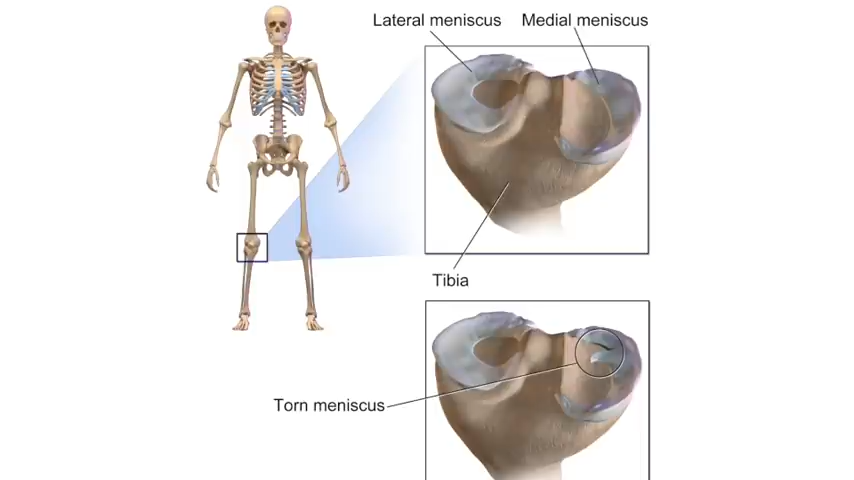 Lateral meniscus
Medial meniscus
Tibia
Torn meniscus